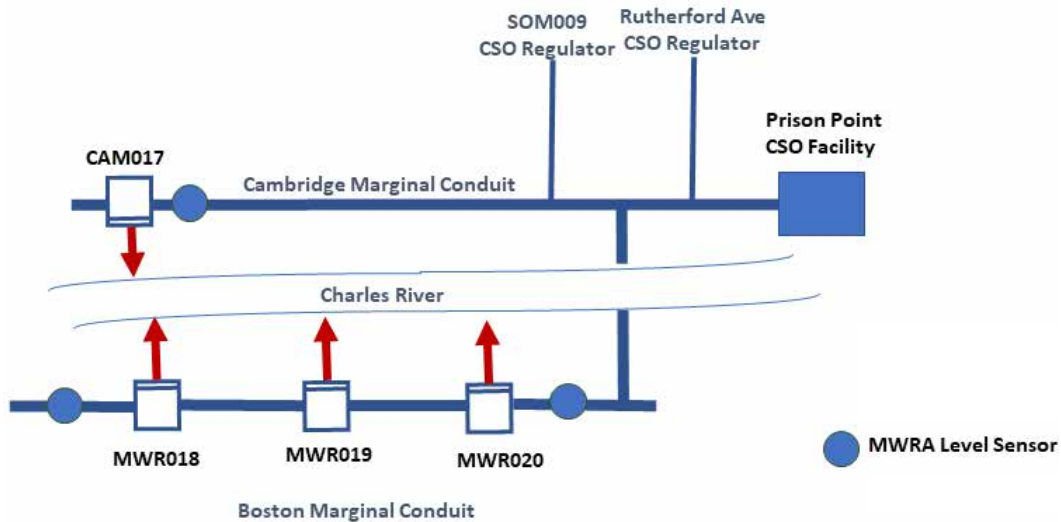 SOM009
CSO Regulator
Rutherford Ave
CSO Regulator
Prison Point
CSO Facility
CAM017
Cambridge Marginal Conduit
Charles River
MWR018
MWR019
MWR020
MWRA Level Sensor
Boston Marginal Conduit